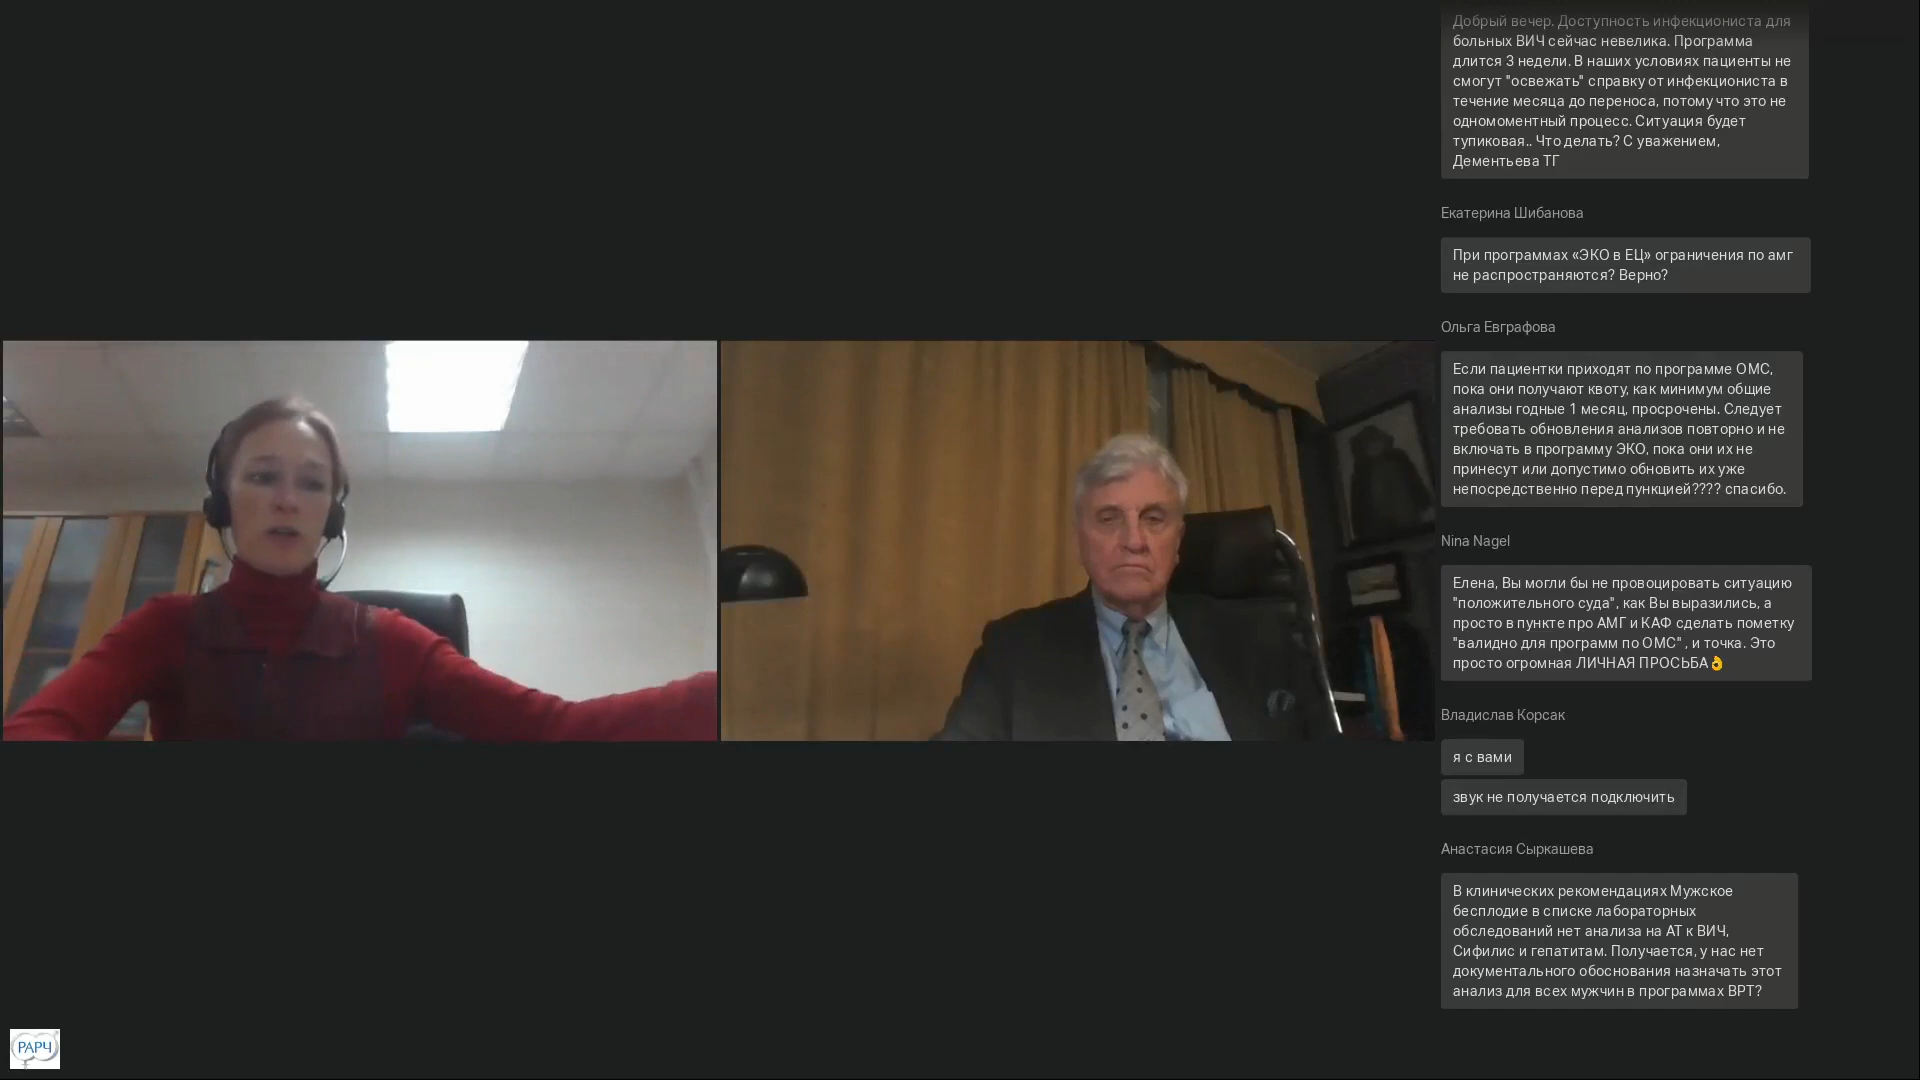 Добрый вечер. Доступность инфекциониста для
больных ВИЧ сейчас невелика. Программа
длится 3 недели. В наших условиях пациенты не
смогут "освежать" справку от инфекциониста в
течение месяца до переноса, потому что это не
одномоментный процесс. Ситуация будет
тупиковая.. Что делать? С уважением,
Дементьева ТГ
Екатерина Шибанова
При программах «ЭКО в ЕЦ» ограничения по амг
не распространяются? Верно?
Ольга Евграфова
Если пациентки приходят по программе ОМС,
пока они получают квоту, как минимум общие
анализы годные 1 месяц, просрочены. Следует
требовать обновления анализов повторно и не
включать в программу ЭКО, пока они их не
принесут или допустимо обновить их уже
непосредственно перед пункцией???? спасибо.
Nina Nagel
Елена, Вы могли бы не провоцировать ситуацию
"положительного суда", как Вы выразились, а
просто в пункте про АМГ и КАФ сделать пометку
"валидно для программ по ОМС" , и точка. Это
просто огромная ЛИЧНАЯ ПРОСЬБА👌
Владислав Корсак
я с вами
звук не получается подключить
Анастасия Сыркашева
В клинических рекомендациях Мужское
бесплодие в списке лабораторных
обследований нет анализа на АТ к ВИЧ,
Сифилис и гепатитам. Получается, у нас нет
документального обоснования назначать этот
анализ для всех мужчин в программах ВРТ?
РАРЧ